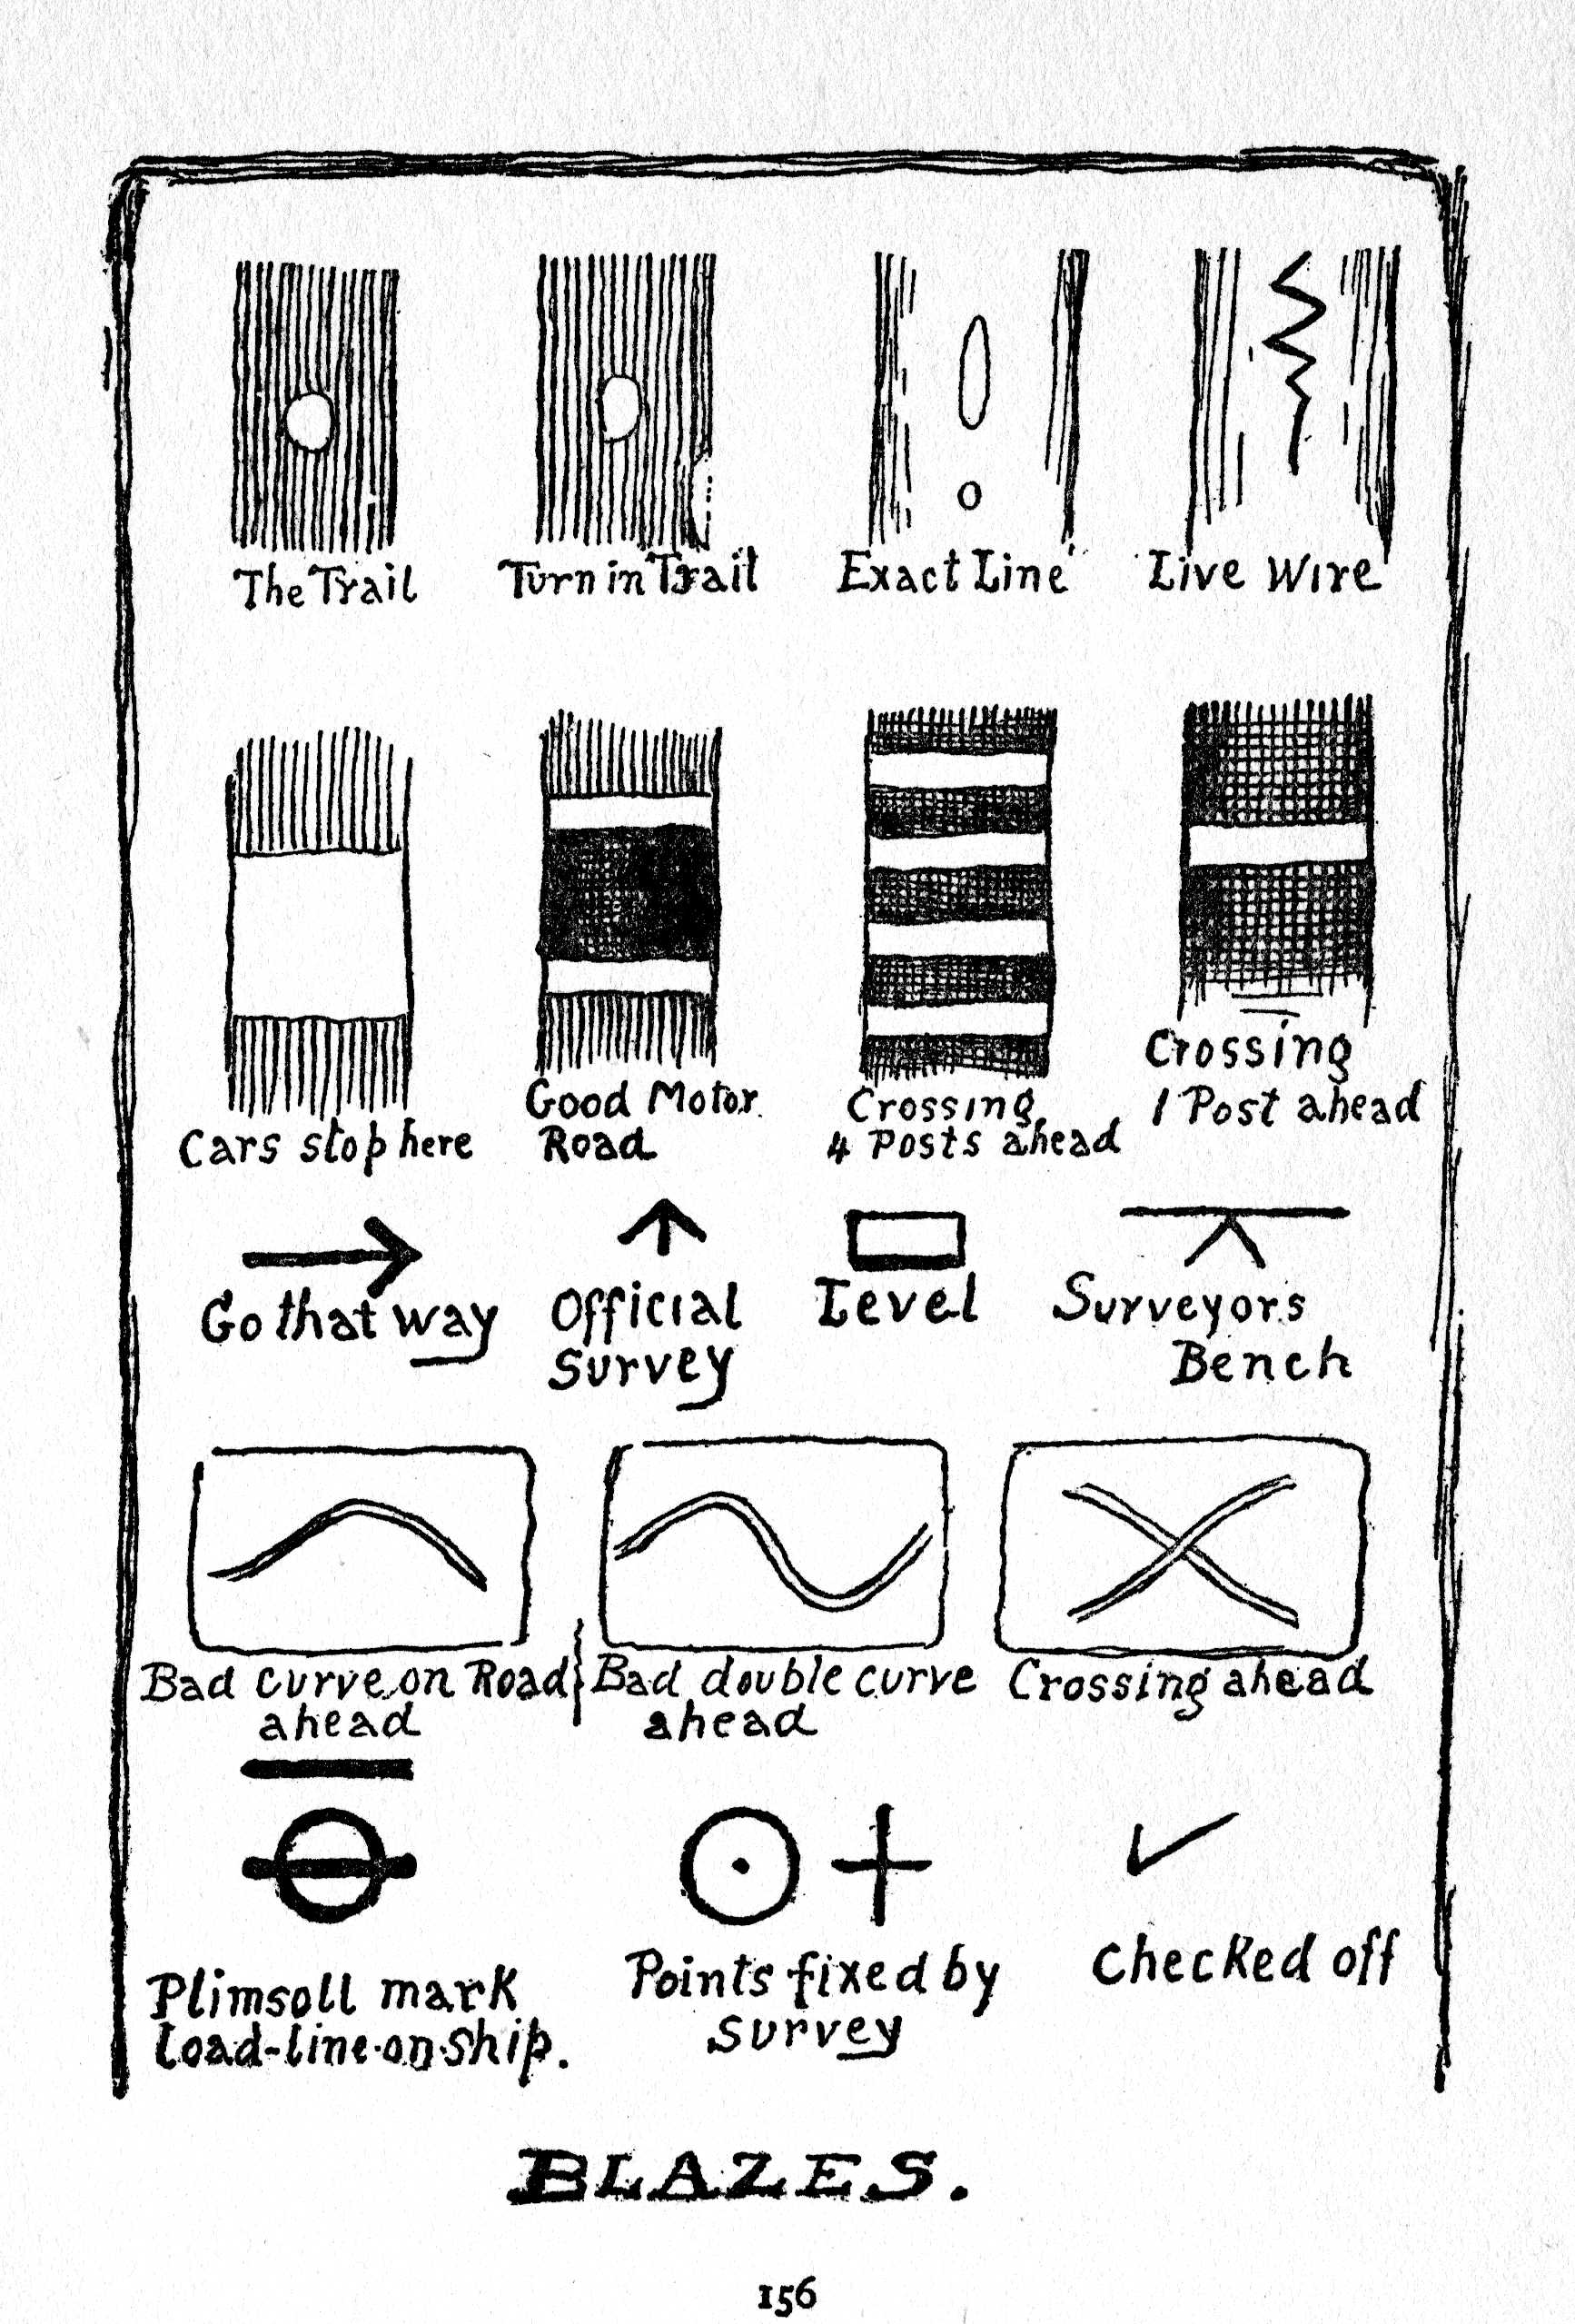 The Trail
Turn in Trail
Exact Line
Live Wire
Cars stop here
Good Motor
Road
Crossing
4 Posts ahead
Crossing
1 Post ahead
Go that way
Official
Survey
Level
Surveyors
Bench
Bad curve on Road
ahead
Bad double curve
ahead
Crossing ahead
Plimsoll mark
load-line-on-ship.
Points fixed by
survey
Checked off
BLAZES.
156